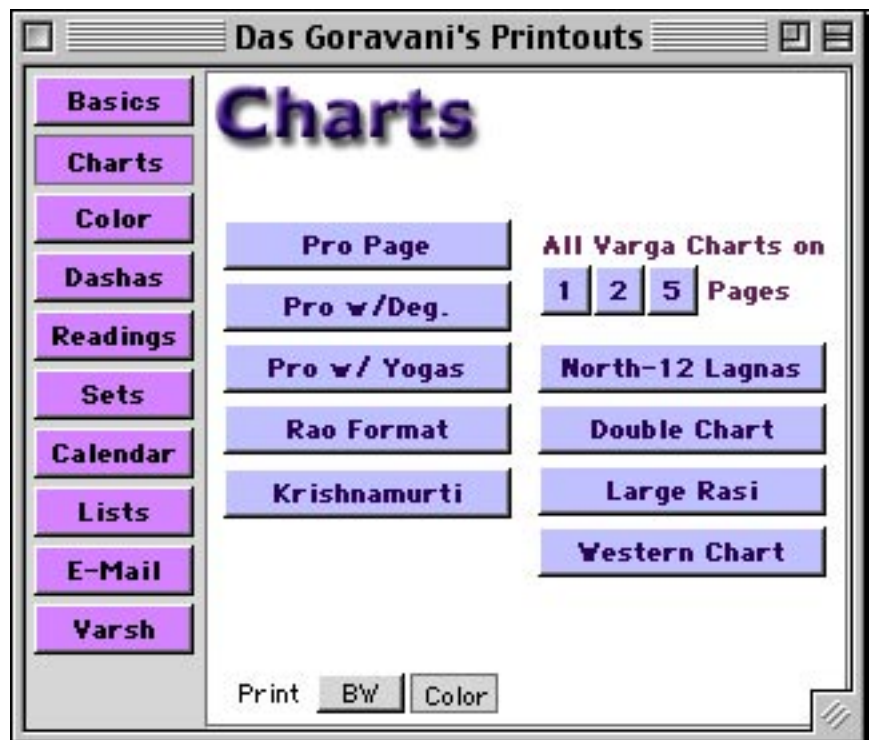 Das Goravani's Printouts
Basics
Charts
Color
Dashas
Readings
Sets
Calendar
Lists
E-Mail
Varsh
Charts
Pro Page
Pro w/Deg.
Pro w/ Yogas
Rao Format
Krishnamurti
All Varga Charts on
1 2 5 Pages
North-12 Lagnas
Double Chart
Large Rasi
Western Chart
Print BW Color